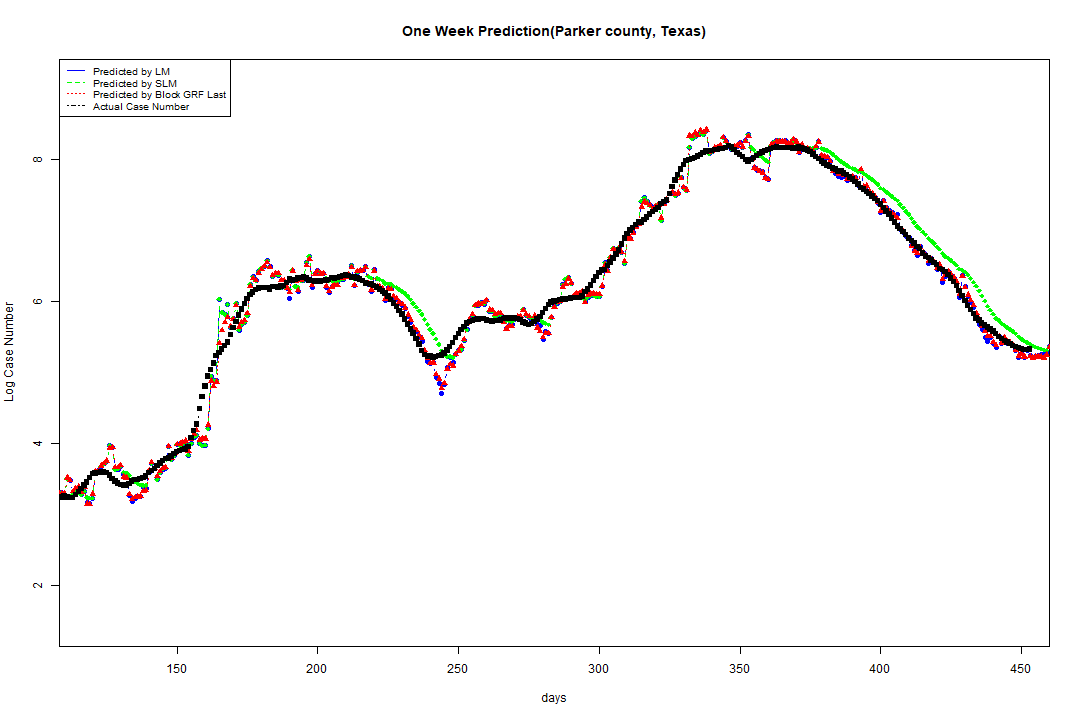 One Week Prediction(Parker county, Texas)
Predicted by LM
Predicted by SLM
Predicted by Block GRF Last
Actual Case Number
Log Case Number
8
6
4
2
150 200 250 300 350 400 450
days